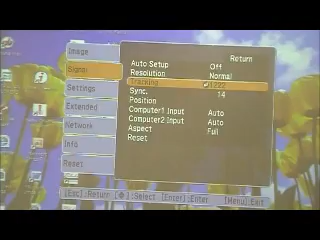 Return
Image
Signal
Settings
Extended
Network
Info
Reset
Auto Setup Off
Resolution Normal
Tracking
Sync. 14
Position
Computer1 Input Auto
Computer2 Input Auto
Aspect Full
Reset
[Esc]:Return [◆]:Select [Enter]:Enter [Menu]:Exit